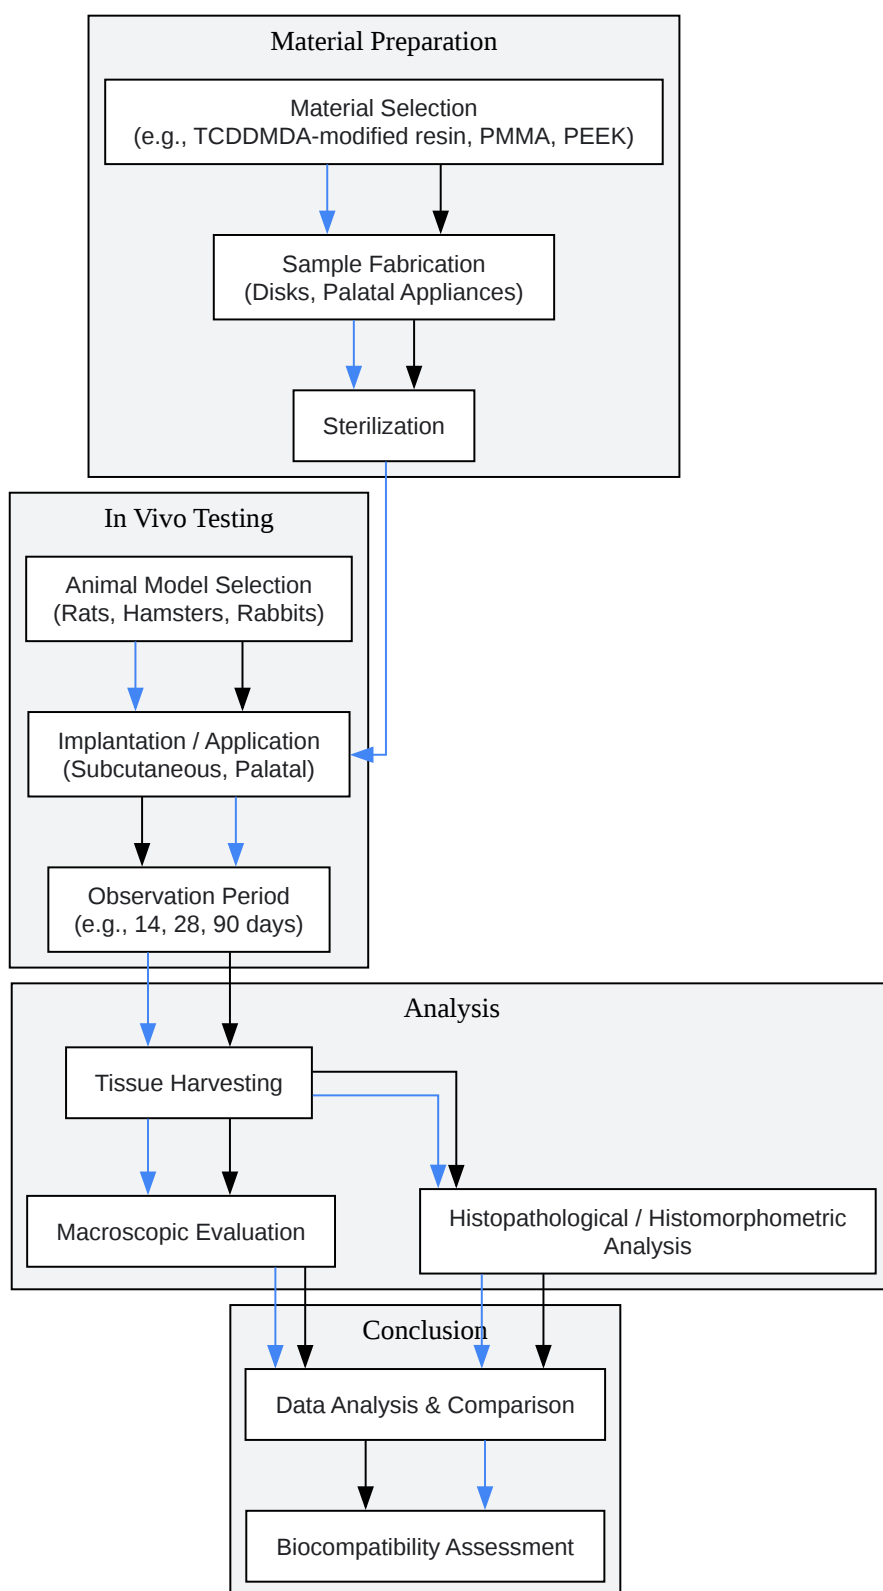 Material Preparation
Material Selection
(e.g., TCDDMDA-modified resin, PMMA, PEEK)
Sample Fabrication
(Disks, Palatal Appliances)
Sterilization
In Vivo Testing
Animal Model Selection
(Rats, Hamsters, Rabbits)
Implantation / Application
(Subcutaneous, Palatal)
Observation Period
(e.g., 14, 28, 90 days)
Analysis
Tissue Harvesting
Macroscopic Evaluation
Histopathological / Histomorphometric
Analysis
Conclusion
Data Analysis & Comparison
Biocompatibility Assessment